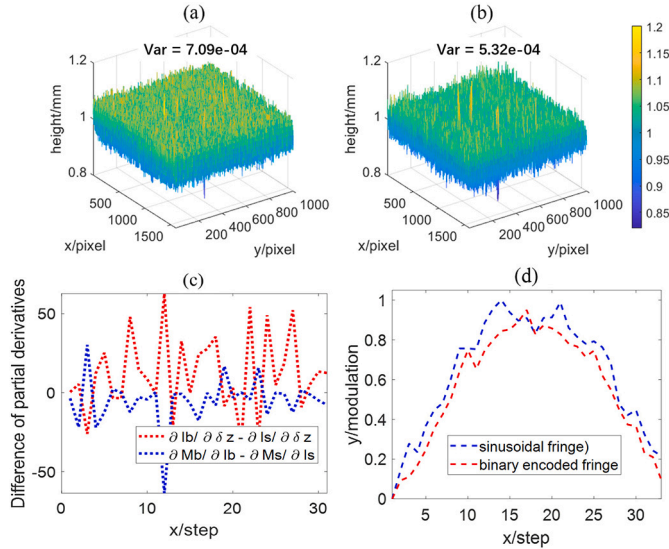 (a)
(b)
Var = 7.09e-04
Var = 5.32e-04
1.2
1
0.8
height/mm
500
1000
1500
x/pixel
200
400
600
800
1000
y/pixel
1.2
1
0.8
height/mm
500
1000
1500
x/pixel
200
400
600
800
1000
y/pixel
1.2
1.15
1.1
1.05
1
0.95
0.9
0.85
(c)
Difference of partial derivatives
50
0
-50
∂ Ib/ ∂ δ z - ∂ Is/ ∂ δ z
∂ Mb/ ∂ Ib - ∂ Ms/ ∂ Is
0
10
20
30
x/step
(d)
y/modulation
1
0.8
0.6
0.4
0.2
0
sinusoidal fringe)
binary encoded fringe
5
10
15
20
25
30
x/step